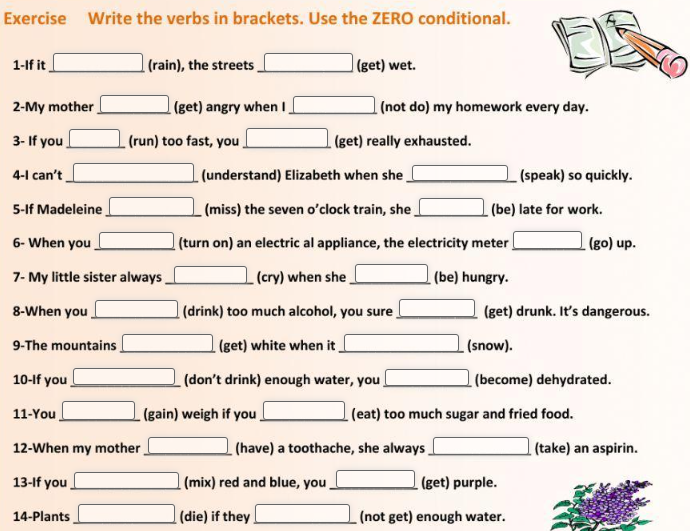 Exercise Write the verbs in brackets. Use the ZERO conditional.
1-If it (rain), the streets (get) wet.
2-My mother (get) angry when I (not do) my homework every day.
3- If you (run) too fast, you (get) really exhausted.
4-I can't (understand) Elizabeth when she (speak) so quickly.
5-If Madeleine (miss) the seven o'clock train, she (be) late for work.
6- When you (turn on) an electric al appliance, the electricity meter (go) up.
7- My little sister always (cry) when she (be) hungry.
8-When you (drink) too much alcohol, you sure (get) drunk. It's dangerous.
9-The mountains (get) white when it (snow).
10-If you (don't drink) enough water, you (become) dehydrated.
11-You (gain) weigh if you (eat) too much sugar and fried food.
12-When my mother (have) a toothache, she always (take) an aspirin.
13-If you (mix) red and blue, you (get) purple.
14-Plants (die) if they (not get) enough water.